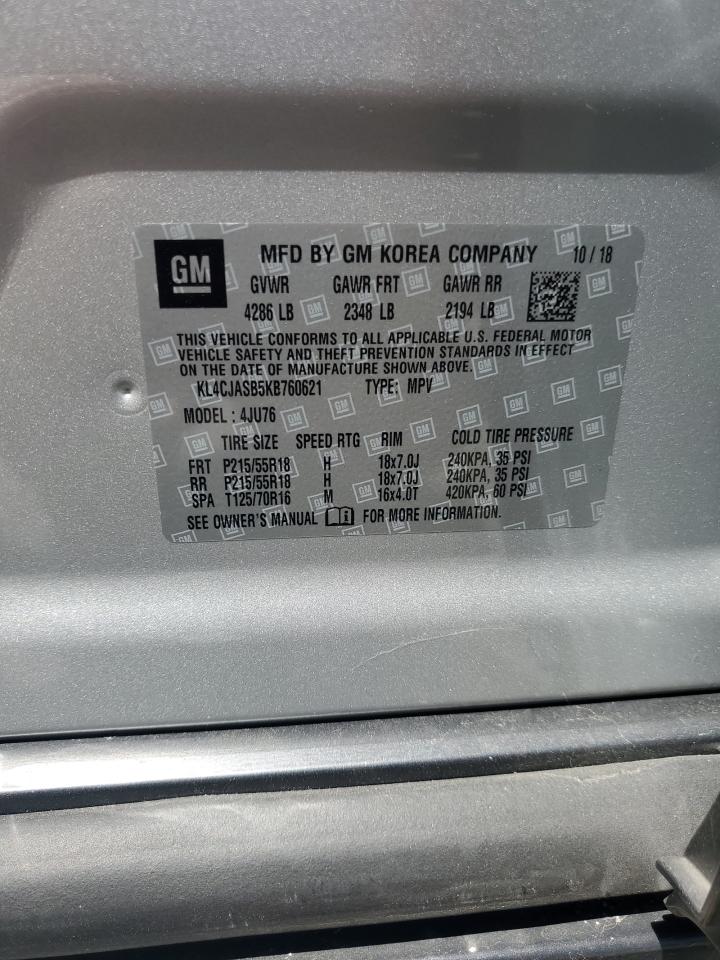 GM MFD BY GM KOREA COMPANY 10 / 18
GVWR GAWR FRT GAWR RR
4286 LB 2348 LB 2194 LB
THIS VEHICLE CONFORMS TO ALL APPLICABLE U.S. FEDERAL MOTOR
VEHICLE SAFETY AND THEFT PREVENTION STANDARDS IN EFFECT
ON THE DATE OF MANUFACTURE SHOWN ABOVE.
KL4CJASB5KB760621 TYPE: MPV
MODEL : 4JU76
TIRE SIZE SPEED RTG RIM COLD TIRE PRESSURE
FRT P215/55R18 H 18x7.0J 240KPA, 35 PSI
RR P215/55R18 H 18x7.0J 240KPA, 35 PSI
SPA T125/70R16 M 16x4.0T 420KPA, 60 PSI
SEE OWNER'S MANUAL FOR MORE INFORMATION.